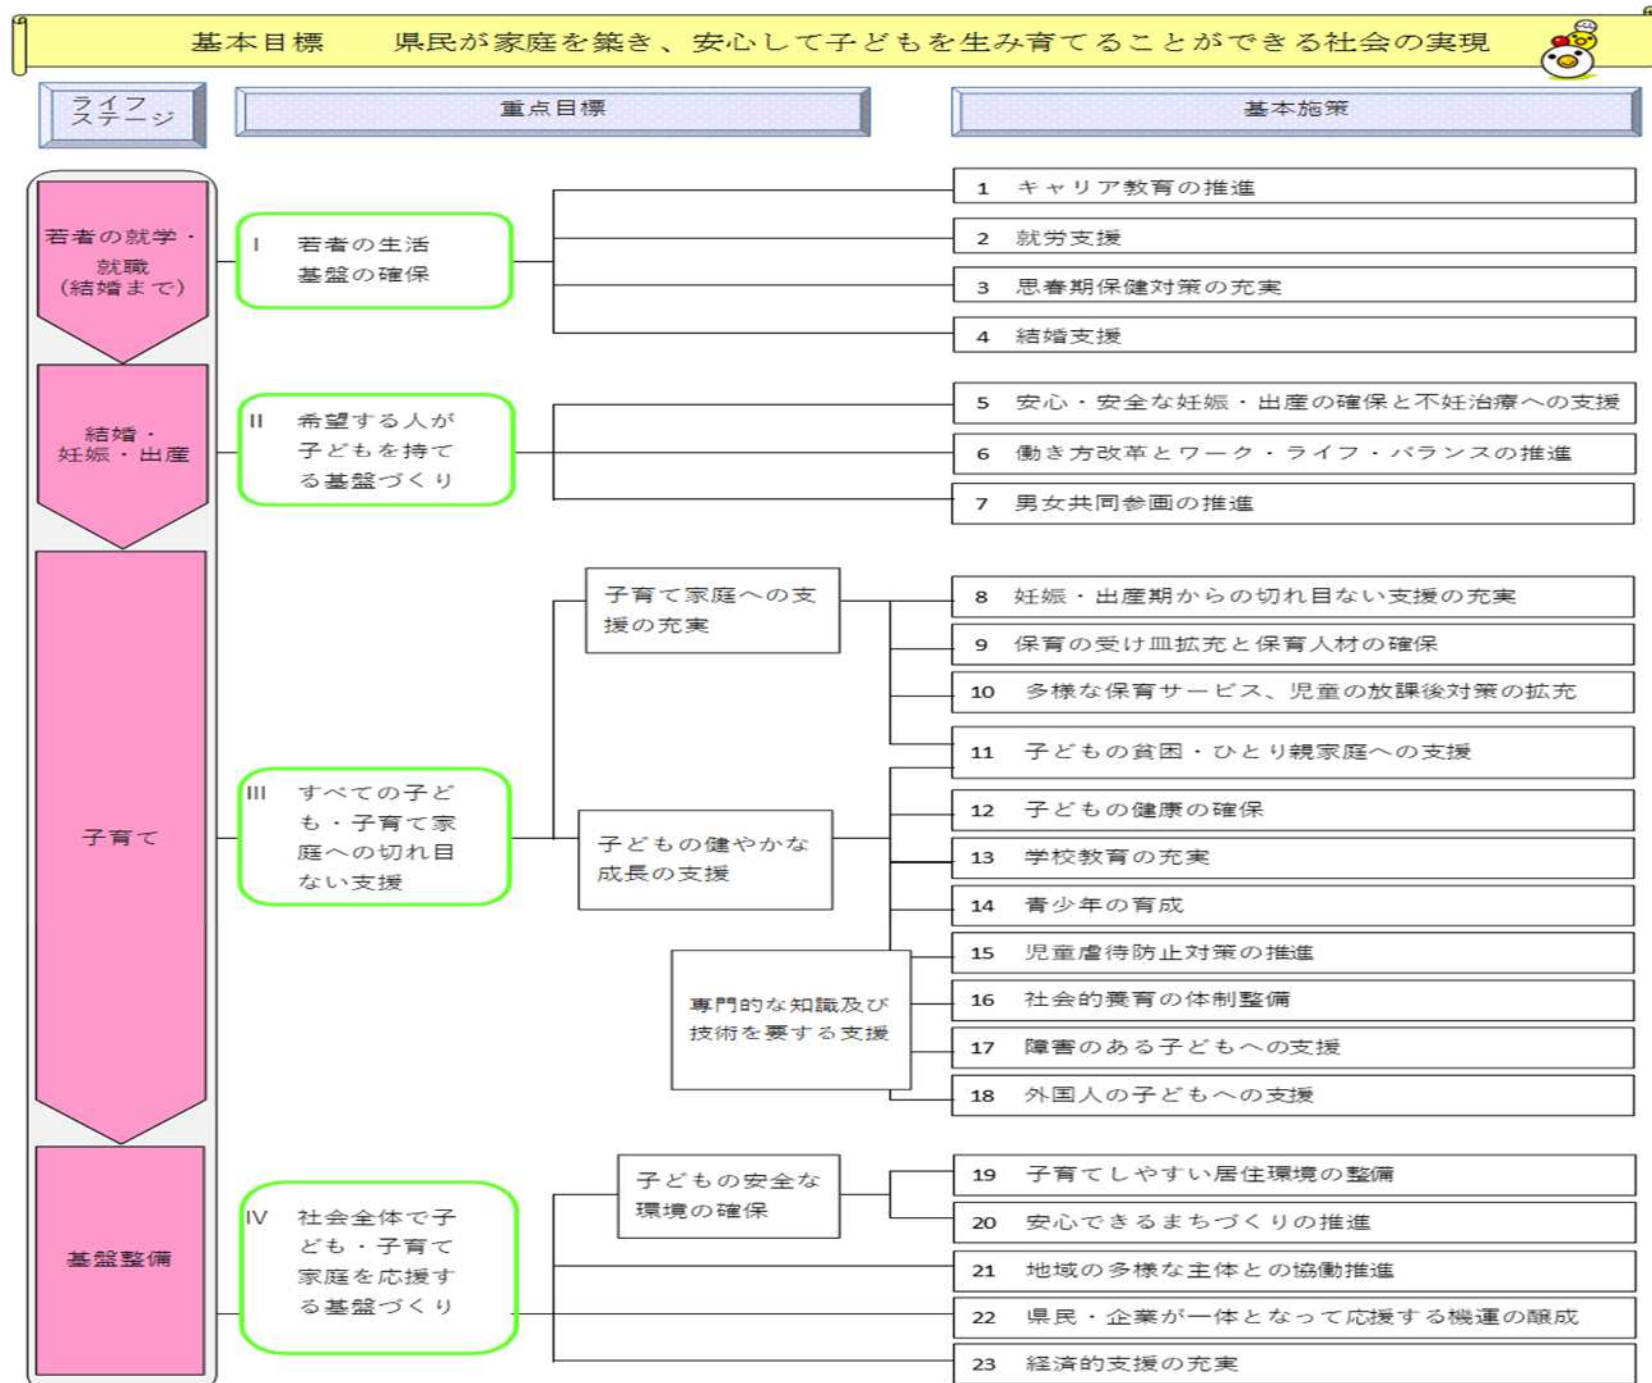 基本目標　県民が家庭を築き、安心して子どもを生み育てることができる社会の実現
ライフ
ステージ
重点目標
基本施策
若者の就学・
就職
(結婚まで)
I 若者の生活
基盤の確保
1 キャリア教育の推進
2 就労支援
3 思春期保健対策の充実
4 結婚支援
結婚・
妊娠・出産
II 希望する人が
子どもを持て
る基盤づくり
5 安心・安全な妊娠・出産の確保と不妊治療への支援
6 働き方改革とワーク・ライフ・バランスの推進
7 男女共同参画の推進
子育て
III すべての子ど
も・子育て家
庭への切れ目
ない支援
子育て家庭への支
援の充実
8 妊娠・出産期からの切れ目ない支援の充実
9 保育の受け皿拡充と保育人材の確保
10 多様な保育サービス、児童の放課後対策の拡充
11 子どもの貧困・ひとり親家庭への支援
子どもの健やかな
成長の支援
12 子どもの健康の確保
13 学校教育の充実
14 青少年の育成
専門的な知識及び
技術を要する支援
15 児童虐待防止対策の推進
16 社会的養育の体制整備
17 障害のある子どもへの支援
18 外国人の子どもへの支援
基盤整備
IV 社会全体で子
ども・子育て
家庭を応援す
る基盤づくり
子どもの安全な
環境の確保
19 子育てしやすい居住環境の整備
20 安心できるまちづくりの推進
21 地域の多様な主体との協働推進
22 県民・企業が一体となって応援する機運の醸成
23 経済的支援の充実